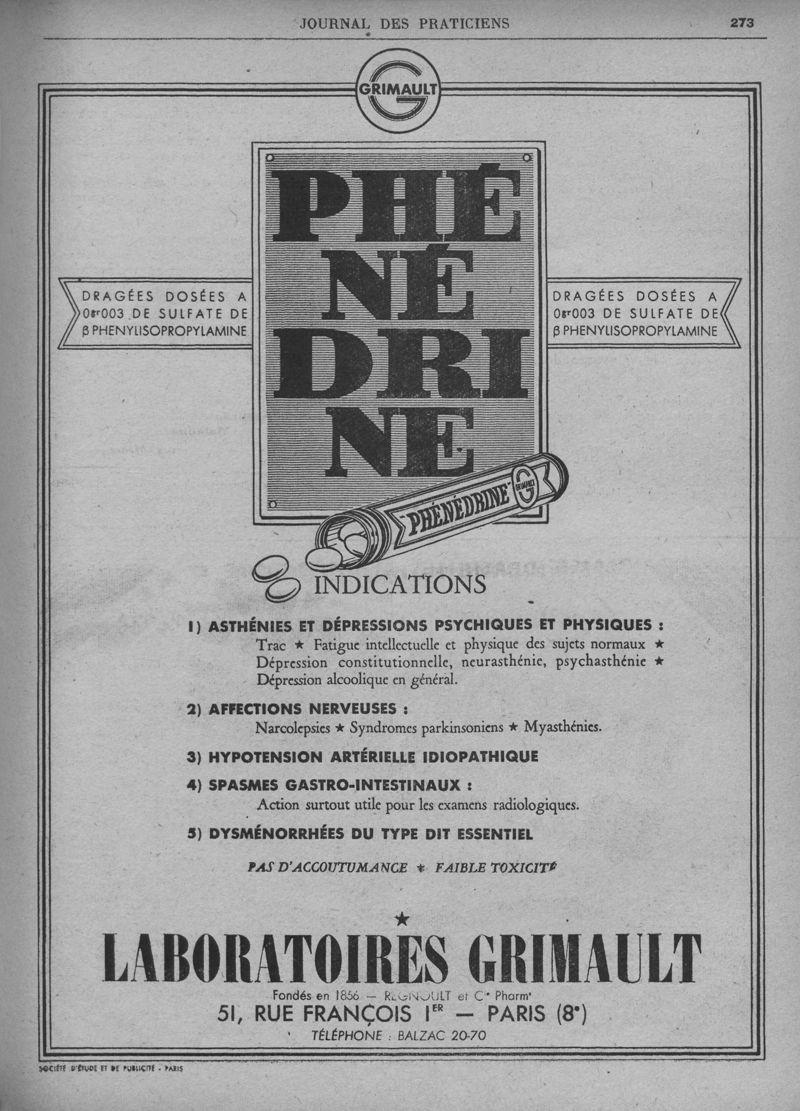 JOURNAL DES PRATICIENS 273
GRIMAULT
PHÉ
NÉ
DRI
NE
DRAGÉES DOSÉES A
0gr003 DE SULFATE DE
β PHENYLISOPROPYLAMINE
DRAGÉES DOSÉES A
0gr003 DE SULFATE DE
β PHENYLISOPROPYLAMINE
"PHÉNÉDRINE" GRIMAULT
INDICATIONS
1) ASTHÉNIES ET DÉPRESSIONS PSYCHIQUES ET PHYSIQUES :
Trac ★ Fatigue intellectuelle et physique des sujets normaux ★
Dépression constitutionnelle, neurasthénie, psychasthénie ★
Dépression alcoolique en général.
2) AFFECTIONS NERVEUSES :
Narcolepsies ★ Syndromes parkinsoniens ★ Myasthénies.
3) HYPOTENSION ARTÉRIELLE IDIOPATHIQUE
4) SPASMES GASTRO-INTESTINAUX :
Action surtout utile pour les examens radiologiques.
5) DYSMÉNORRHÉES DU TYPE DIT ESSENTIEL
PAS D'ACCOUTUMANCE ★ FAIBLE TOXICITÉ
★
LABORATOIRES GRIMAULT
Fondés en 1856 — REGNOULT et Cie Pharmns
51, RUE FRANÇOIS 1ER — PARIS (8e)
TÉLÉPHONE : BALZAC 20-70
SOCIÉTÉ D'ÉTUDE ET DE PUBLICITÉ - PARIS